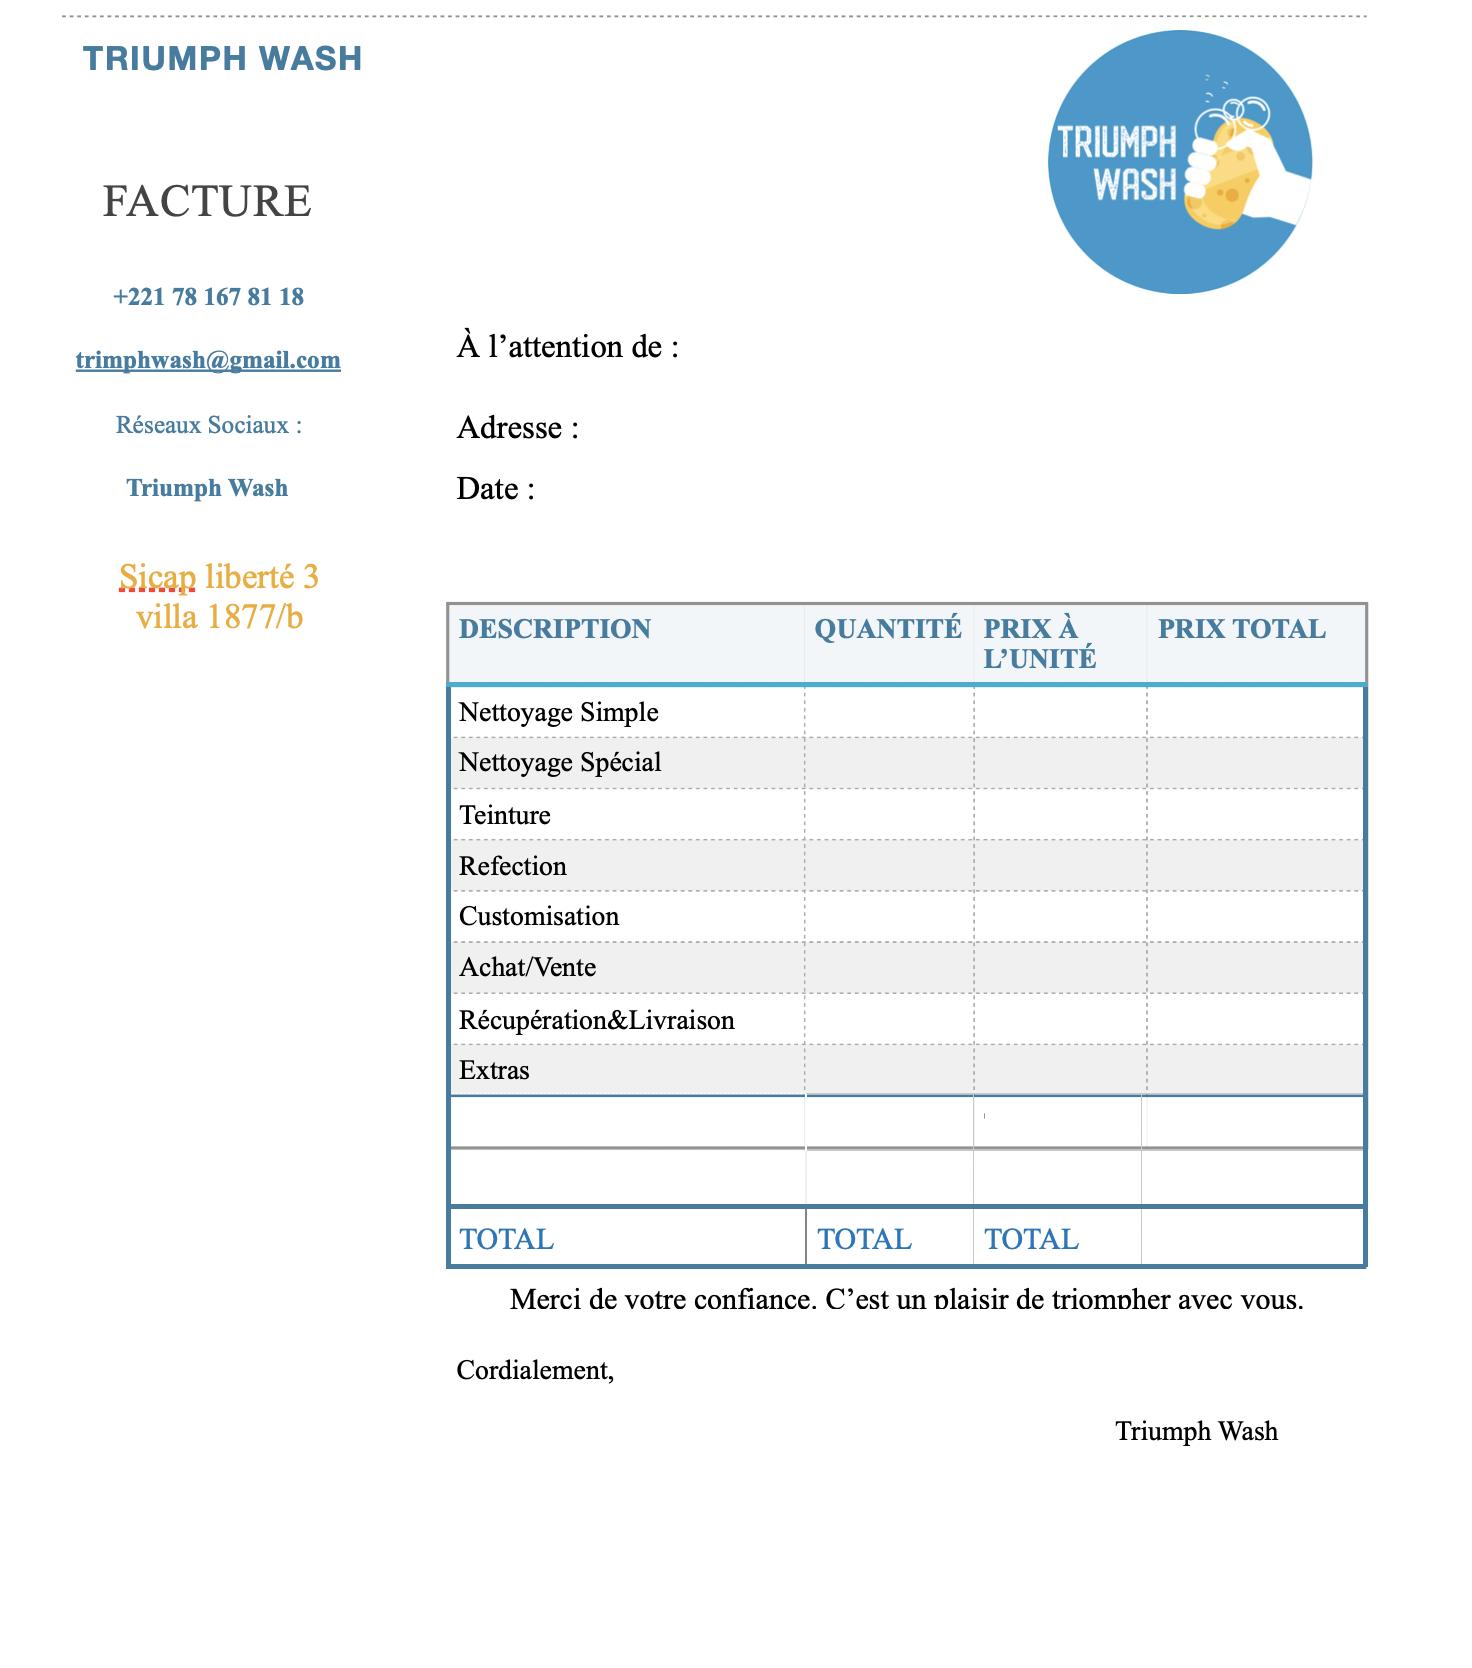 TRIUMPH WASH
TRIUMPH
WASH
FACTURE
+221 78 167 81 18
trimphwash@gmail.com
Réseaux Sociaux :
Triumph Wash
Sicap liberté 3
villa 1877/b
À l’attention de :
Adresse :
Date :
DESCRIPTION QUANTITÉ PRIX À L’UNITÉ PRIX TOTAL
Nettoyage Simple
Nettoyage Spécial
Teinture
Refection
Customisation
Achat/Vente
Récupération&Livraison
Extras
TOTAL TOTAL TOTAL
Merci de votre confiance. C’est un plaisir de triompher avec vous.
Cordialement,
Triumph Wash